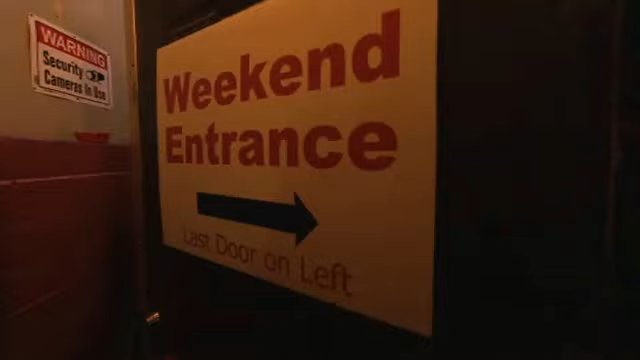 WARNING
Security
Cameras In Use
Weekend
Entrance
Last Door on Left